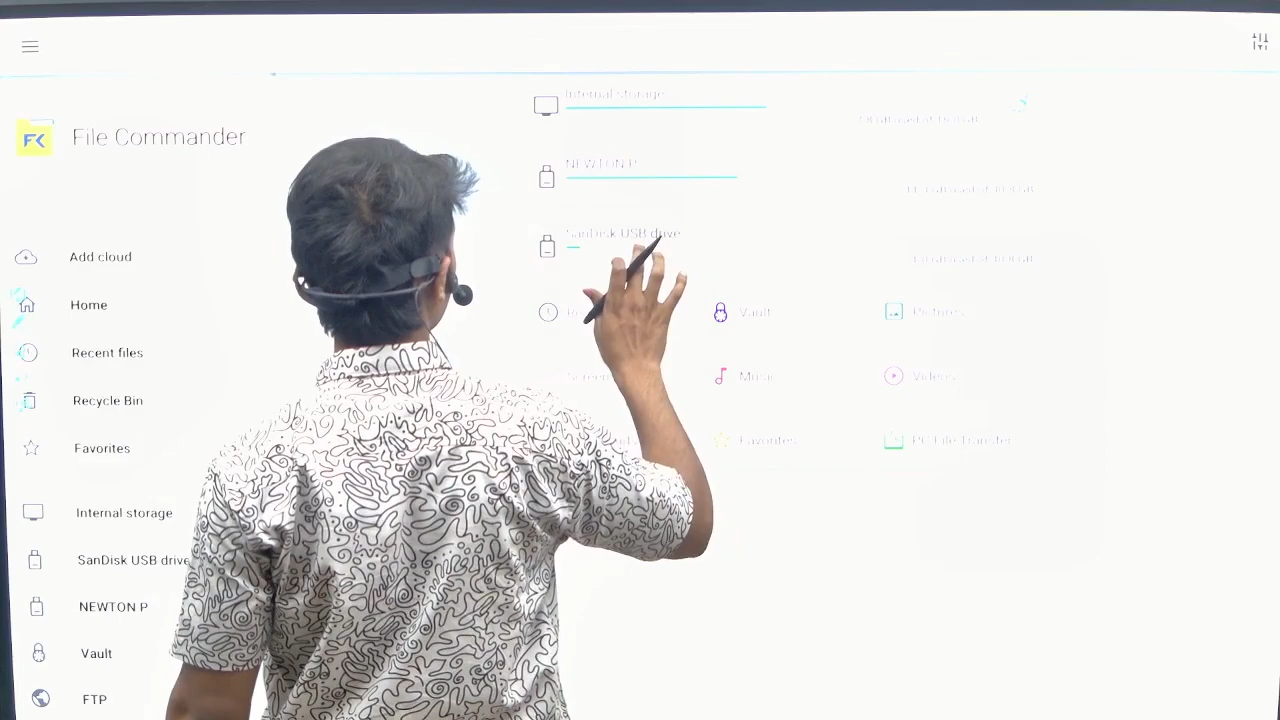 File Commander
Add cloud
Home
Recent files
Recycle Bin
Favorites
Internal storage
SanDisk USB drive
NEWTON P
Vault
FTP
Internal storage
NEWTON P
SanDisk USB drive
Vault
Pictures
Music
Videos
Favorites
PC File Transfer